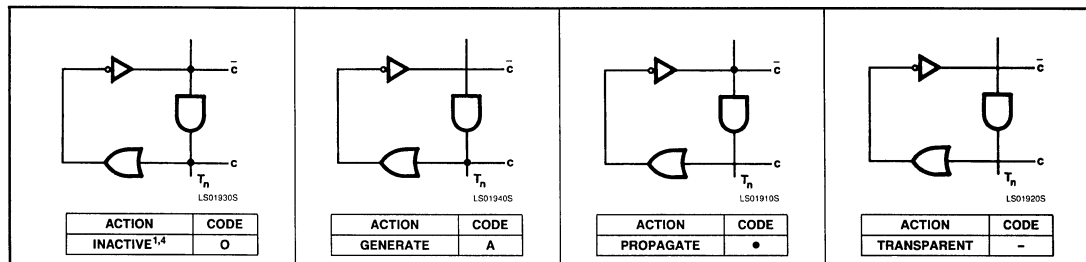 c̅
c
Tn
LS01930S
ACTION CODE
INACTIVE1,4 O
c̅
c
Tn
LS01940S
ACTION CODE
GENERATE A
c̅
c
Tn
LS01910S
ACTION CODE
PROPAGATE •
c̅
c
Tn
LS01920S
ACTION CODE
TRANSPARENT –